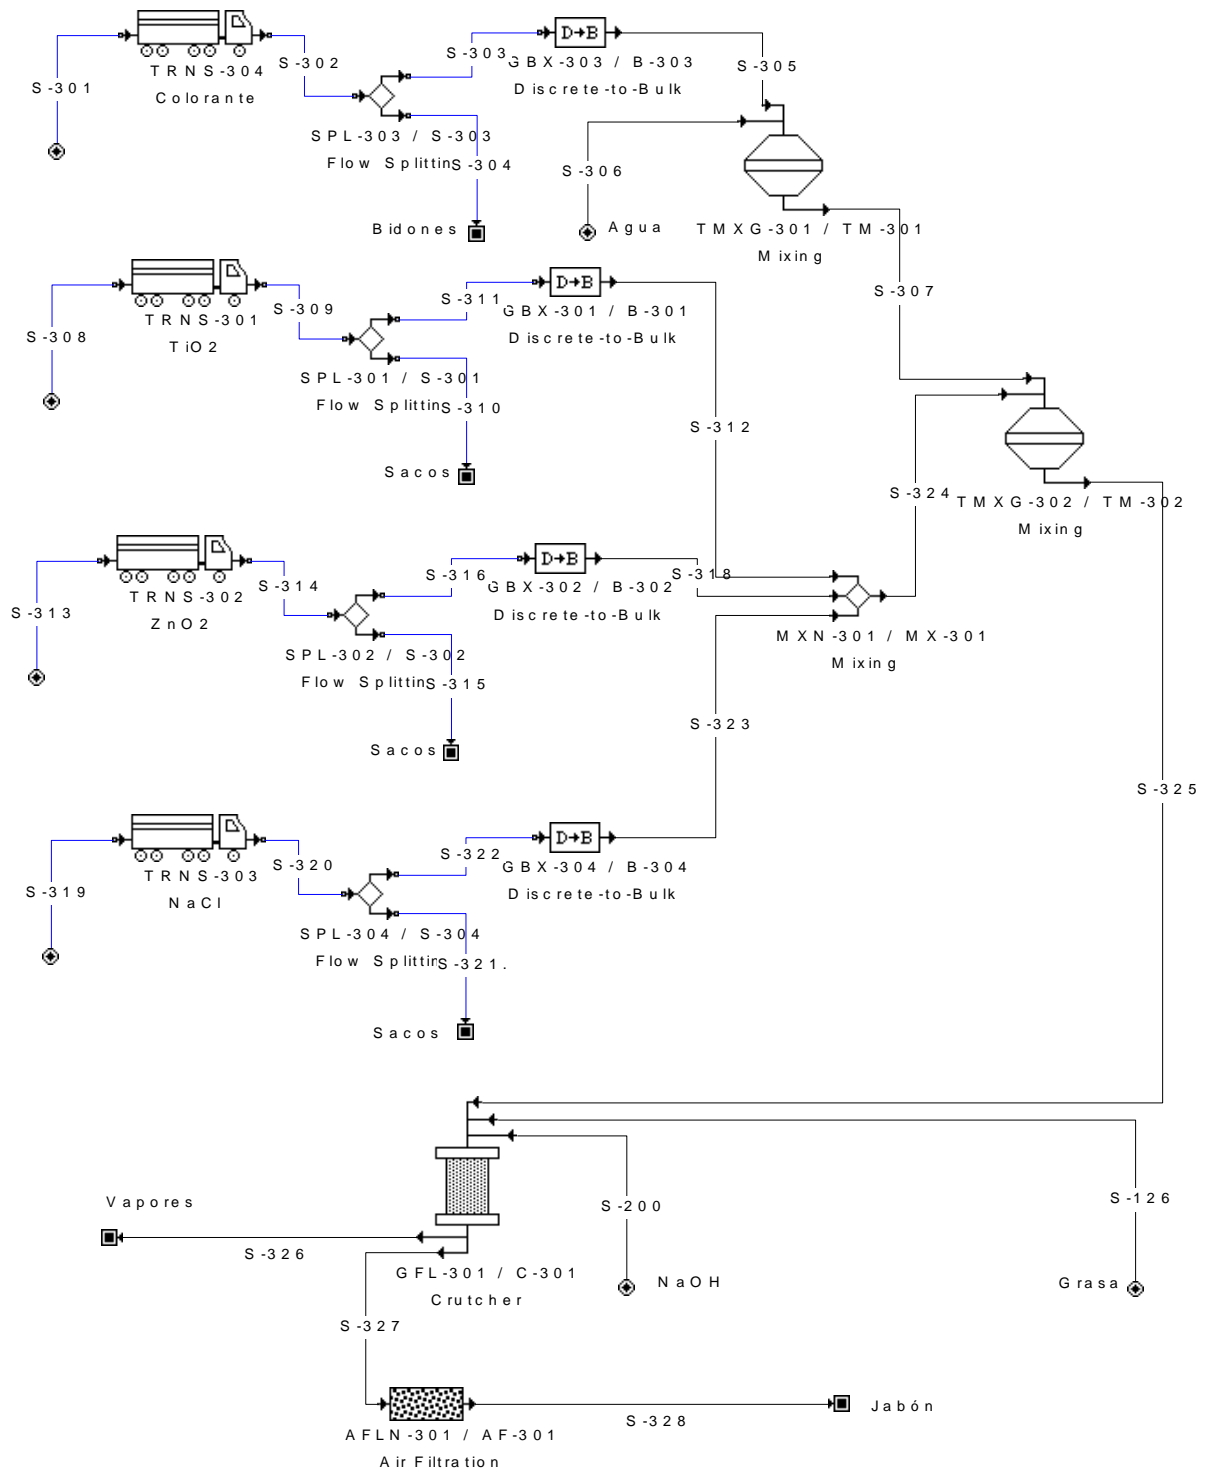 S-301
TRNS-304
Colorante
S-302
S-303
D→B
GBX-303 / B-303
Discrete-to-Bulk
SPL-303 / S-303
Flow Splittin
S-304
Bidones
S-305
S-306
Agua
TMXG-301 / TM-301
Mixing
S-307
S-308
TRNS-301
TiO2
S-309
S-311
D→B
GBX-301 / B-301
Discrete-to-Bulk
SPL-301 / S-301
Flow Splittin
S-310
Sacos
S-312
S-324
TMXG-302 / TM-302
Mixing
S-313
TRNS-302
ZnO2
S-314
S-316
D→B
GBX-302 / B-302
Discrete-to-Bulk
S-318
SPL-302 / S-302
Flow Splittin
S-315
Sacos
MXN-301 / MX-301
Mixing
S-323
S-325
S-319
TRNS-303
NaCl
S-320
S-322
D→B
GBX-304 / B-304
Discrete-to-Bulk
SPL-304 / S-304
Flow Splittin
S-321.
Sacos
Vapores
S-326
S-200
S-126
GFL-301 / C-301
Crutcher
NaOH
Grasa
S-327
AFLN-301 / AF-301
Air Filtration
S-328
Jabón